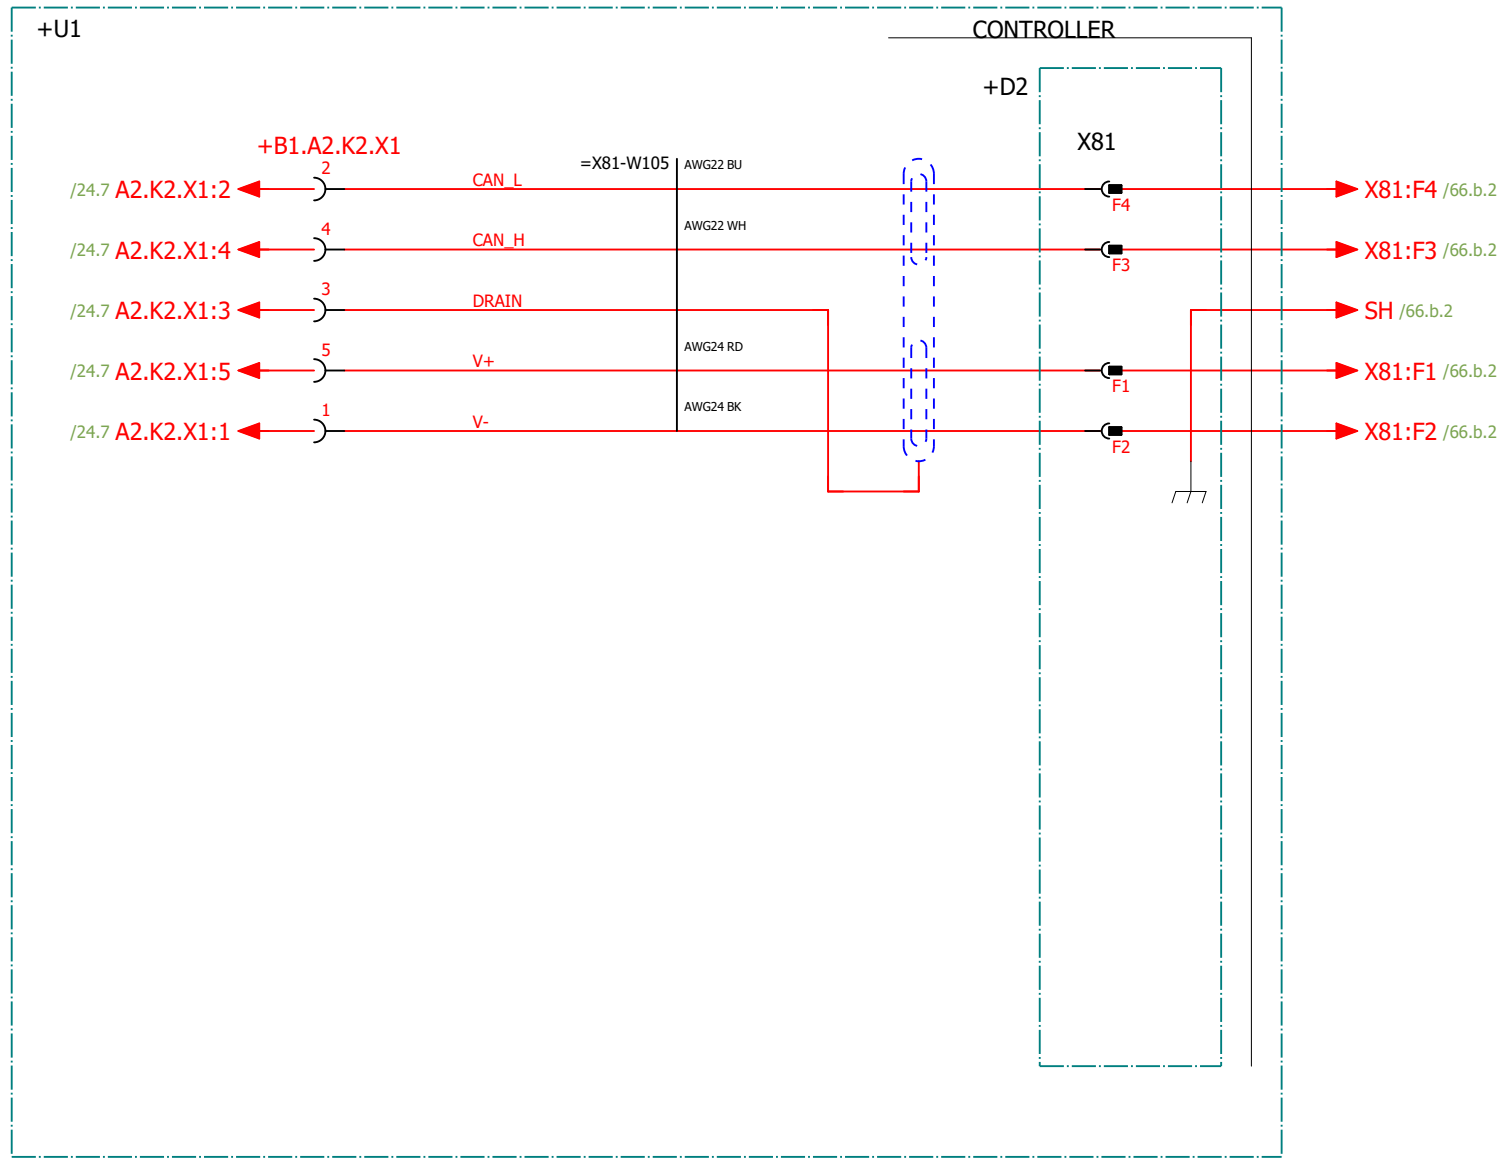 +U1
CONTROLLER
+D2
X81
+B1.A2.K2.X1
=X81-W105
AWG22 BU
/24.7 A2.K2.X1:2
2
CAN_L
F4
X81:F4 /66.b.2
AWG22 WH
/24.7 A2.K2.X1:4
4
CAN_H
F3
X81:F3 /66.b.2
/24.7 A2.K2.X1:3
3
DRAIN
SH /66.b.2
AWG24 RD
/24.7 A2.K2.X1:5
5
V+
F1
X81:F1 /66.b.2
AWG24 BK
/24.7 A2.K2.X1:1
1
V-
F2
X81:F2 /66.b.2